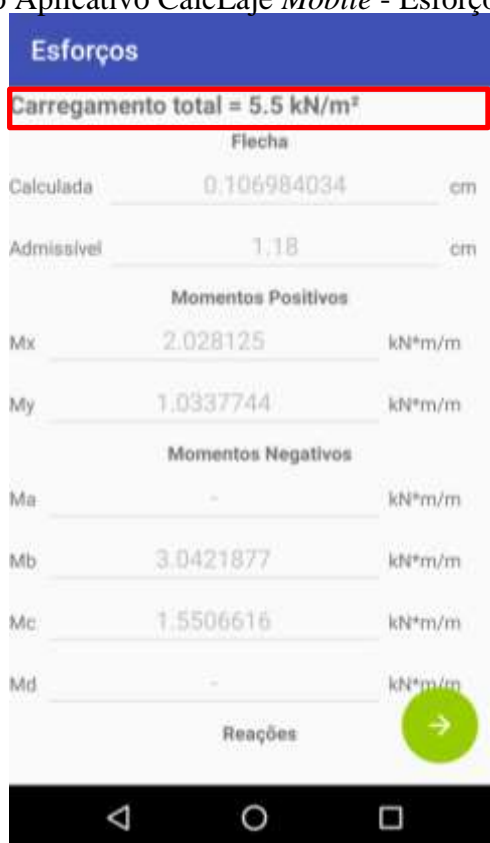 o Aplicativo CalcLaje Mobile - Esforço
Esforços
Carregamento total = 5.5 kN/m²
Flecha
Calculada 0.106984034 cm
Admissível 1.18 cm
Momentos Positivos
Mx 2.028125 kN*m/m
My 1.0337744 kN*m/m
Momentos Negativos
Ma - kN*m/m
Mb 3.0421877 kN*m/m
Mc 1.5506616 kN*m/m
Md - kN*m/m
Reações